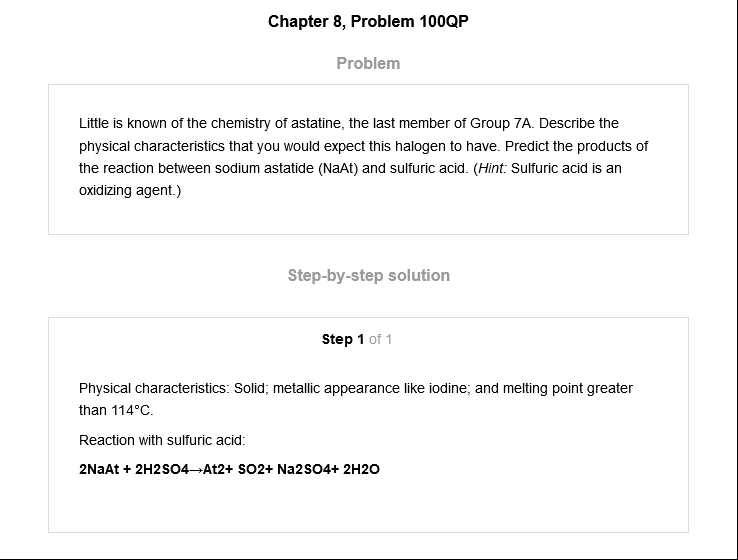 Chapter 8, Problem 100QP
Problem
Little is known of the chemistry of astatine, the last member of Group 7A. Describe the
physical characteristics that you would expect this halogen to have. Predict the products of
the reaction between sodium astatide (NaAt) and sulfuric acid. (Hint: Sulfuric acid is an
oxidizing agent.)
Step-by-step solution
Step 1 of 1
Physical characteristics: Solid; metallic appearance like iodine; and melting point greater
than 114°C.
Reaction with sulfuric acid:
2NaAt + 2H2SO4→At2+ SO2+ Na2SO4+ 2H2O